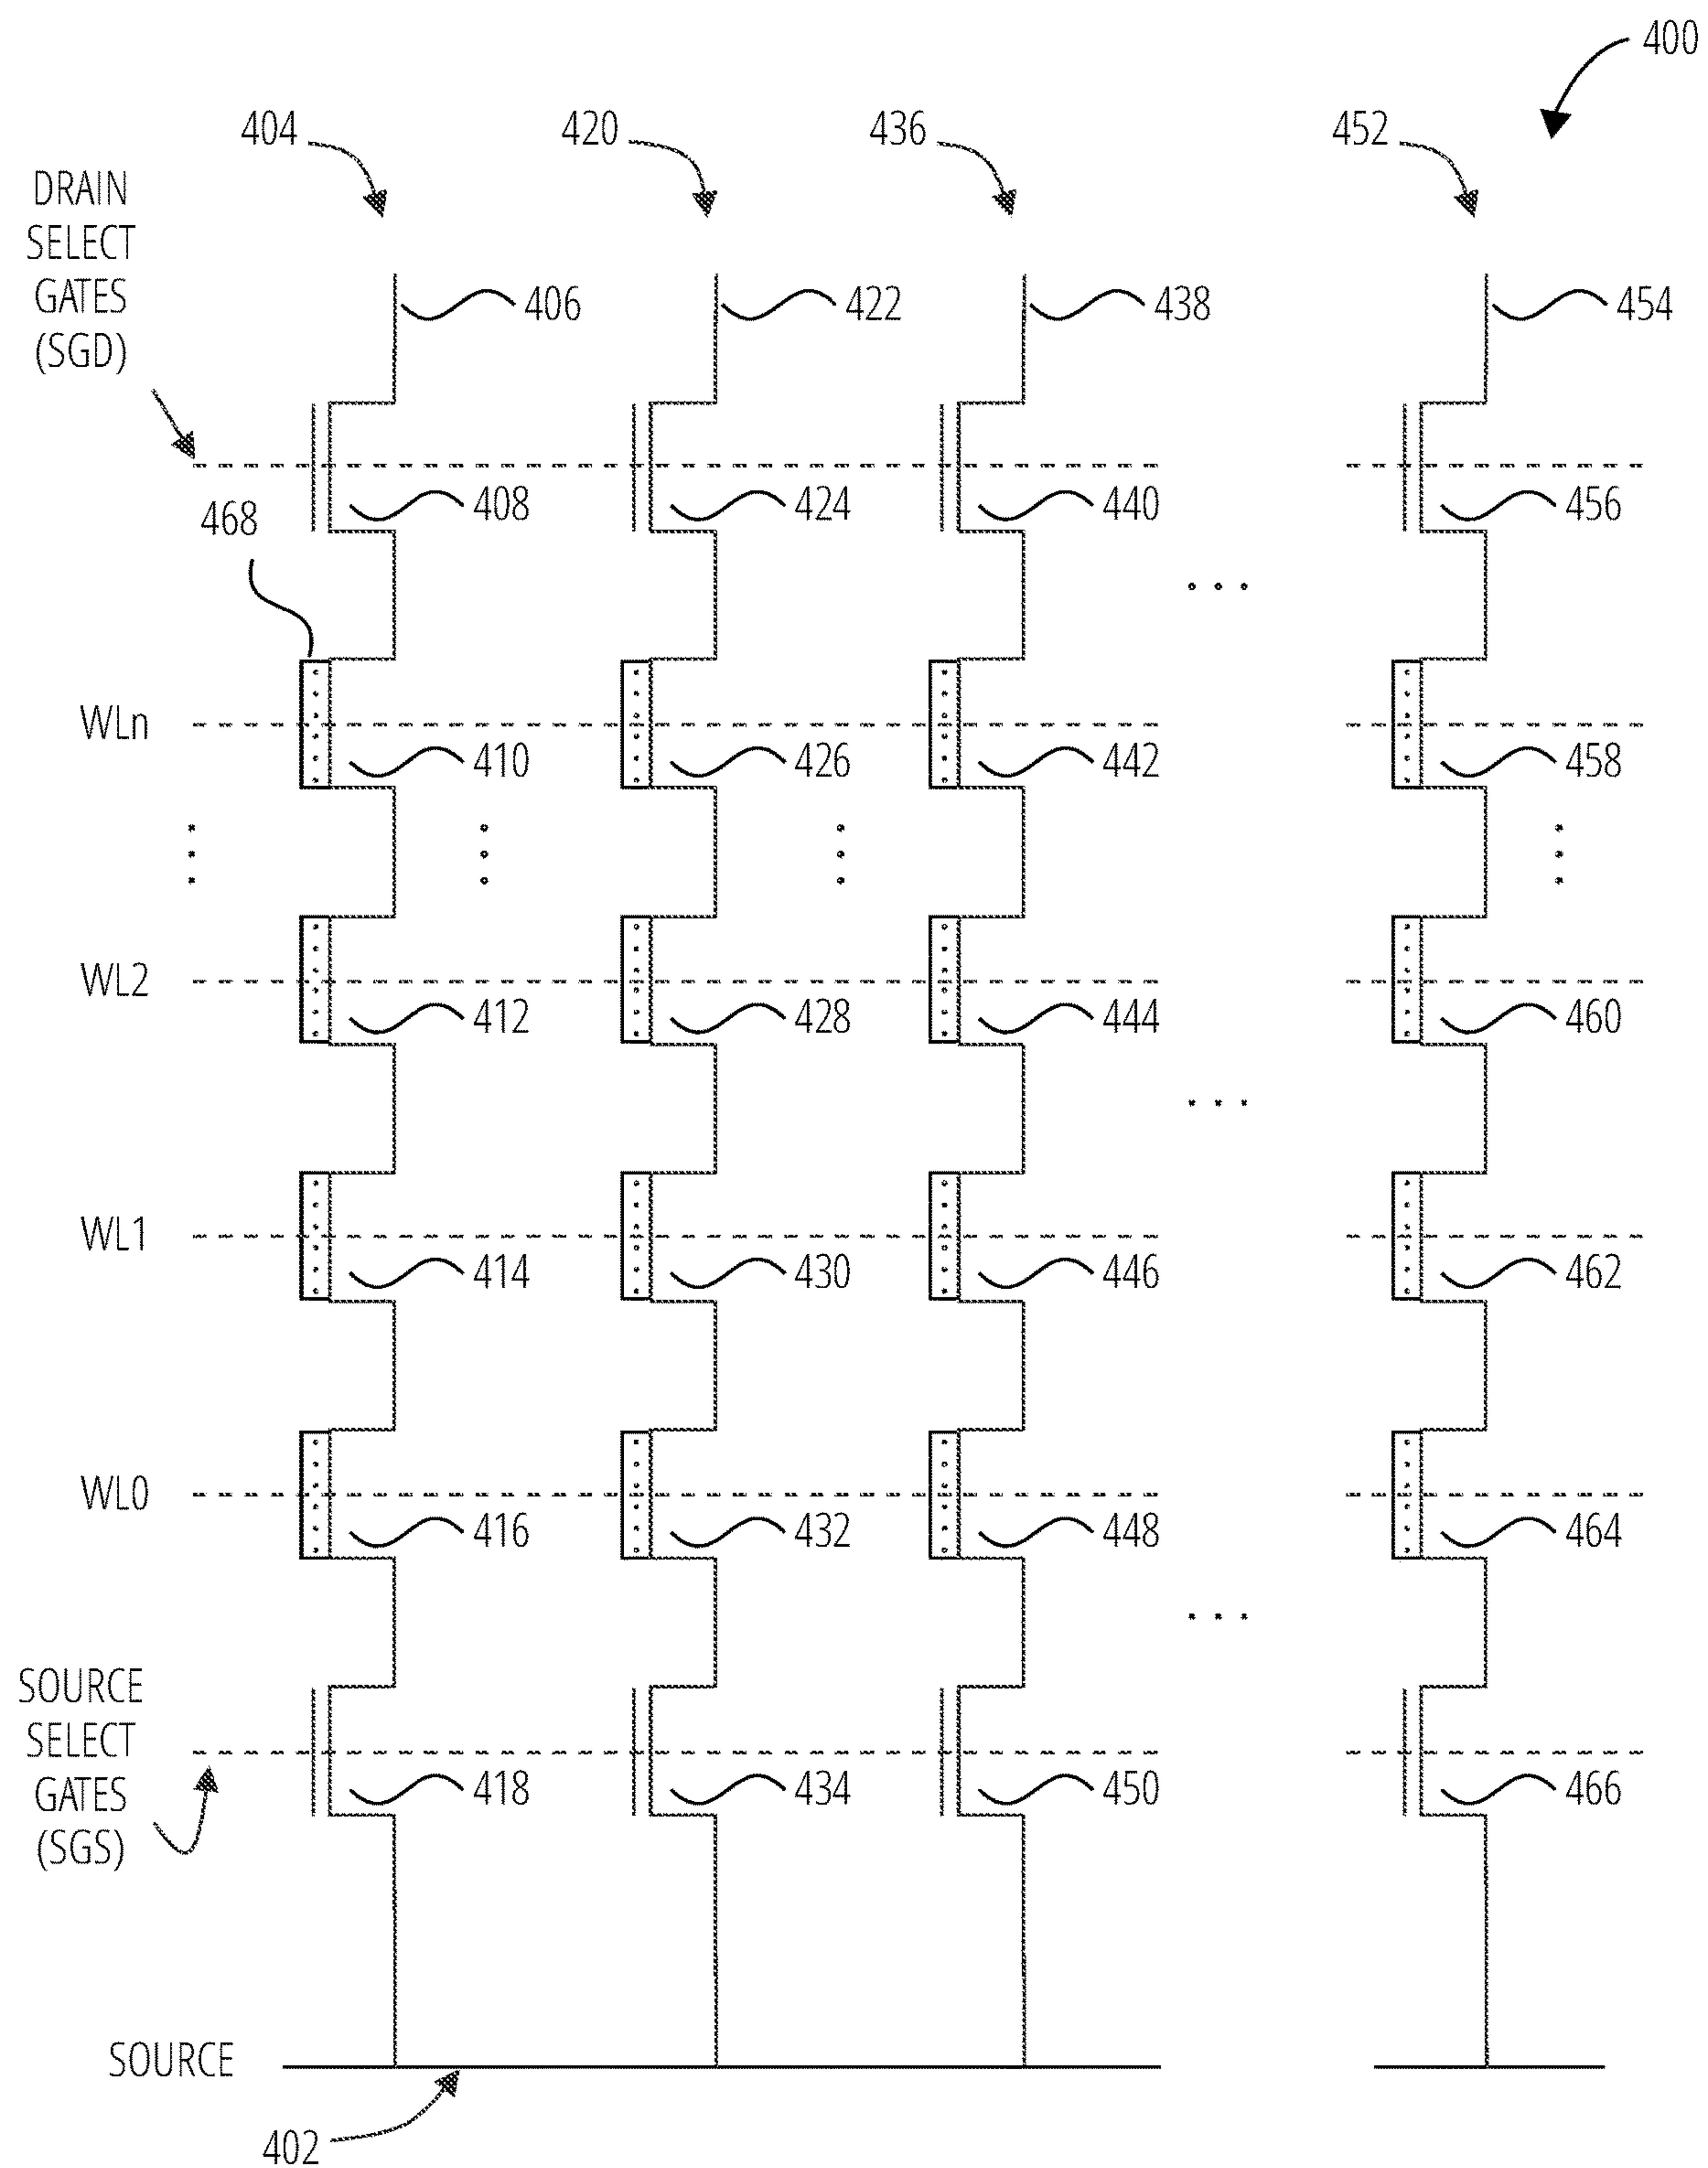 400
404 420 436 452
DRAIN
SELECT
GATES
(SGD)
406 422 438 454
408 424 440 456
468
WLn
410 426 442 458
WL2
412 428 444 460
WL1
414 430 446 462
WL0
416 432 448 464
SOURCE
SELECT
GATES
(SGS)
418 434 450 466
SOURCE
402